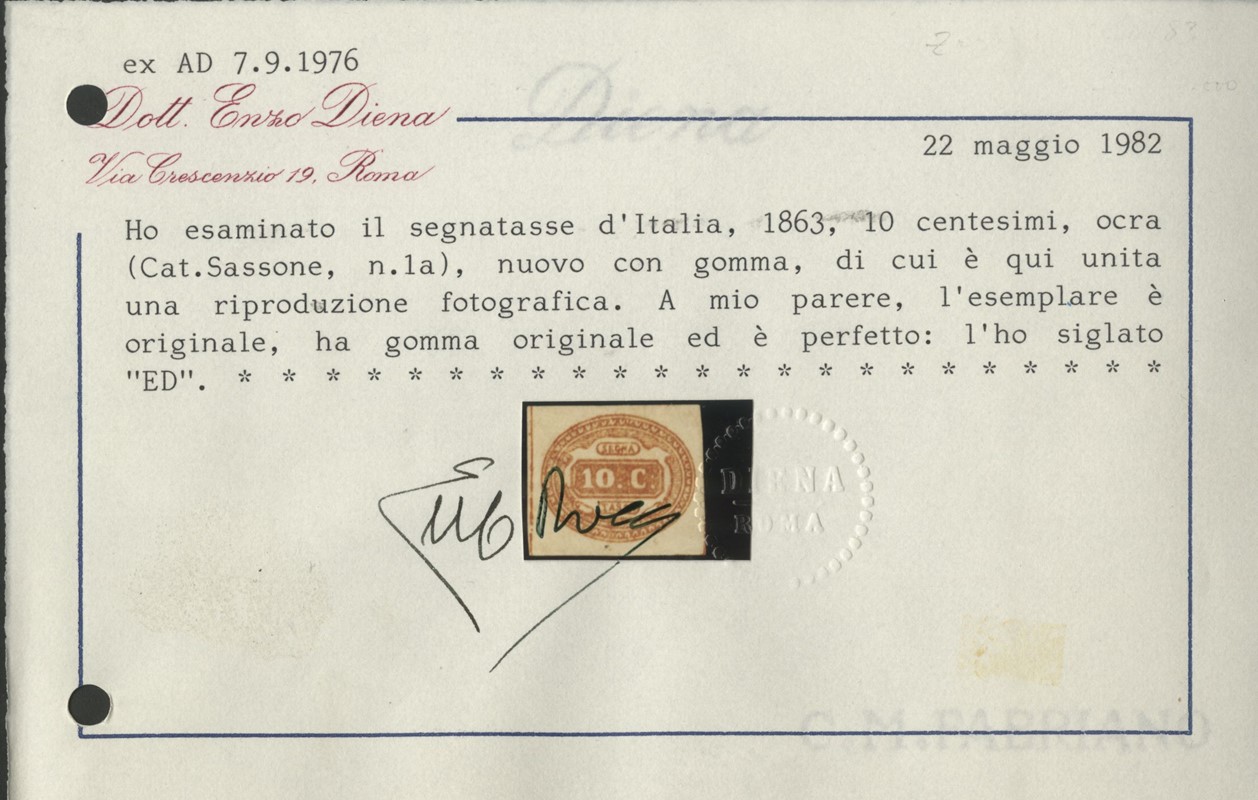 ex AD 7.9.1976
Dott. Enzo Diena
Diena
Via Crescenzio 19, Roma
22 maggio 1982
Ho esaminato il segnatasse d'Italia, 1863, 10 centesimi, ocra
(Cat.Sassone, n.1a), nuovo con gomma, di cui è qui unita
una riproduzione fotografica. A mio parere, l'esemplare è
originale, ha gomma originale ed è perfetto: l'ho siglato
"ED". * * * * * * * * * * * * * * * * * * * * * * *
SEGNA
10. C.
DIENA
ROMA
C.M.FABRIANO